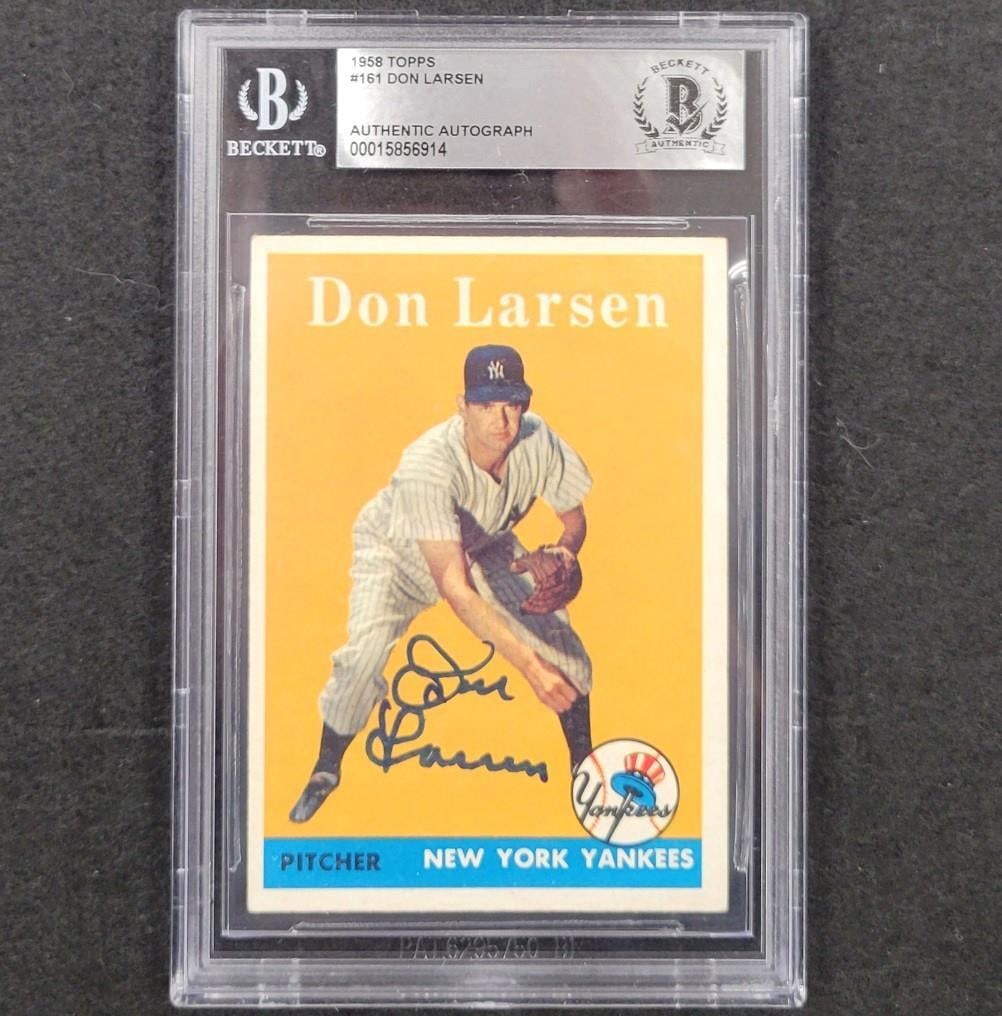 1958 TOPPS
#161 DON LARSEN
AUTHENTIC AUTOGRAPH
00015856914
B
BECKETT®
BECKETT
B
AUTHENTIC
Don Larsen
NY
Don
Larsen
Yankees
PITCHER NEW YORK YANKEES